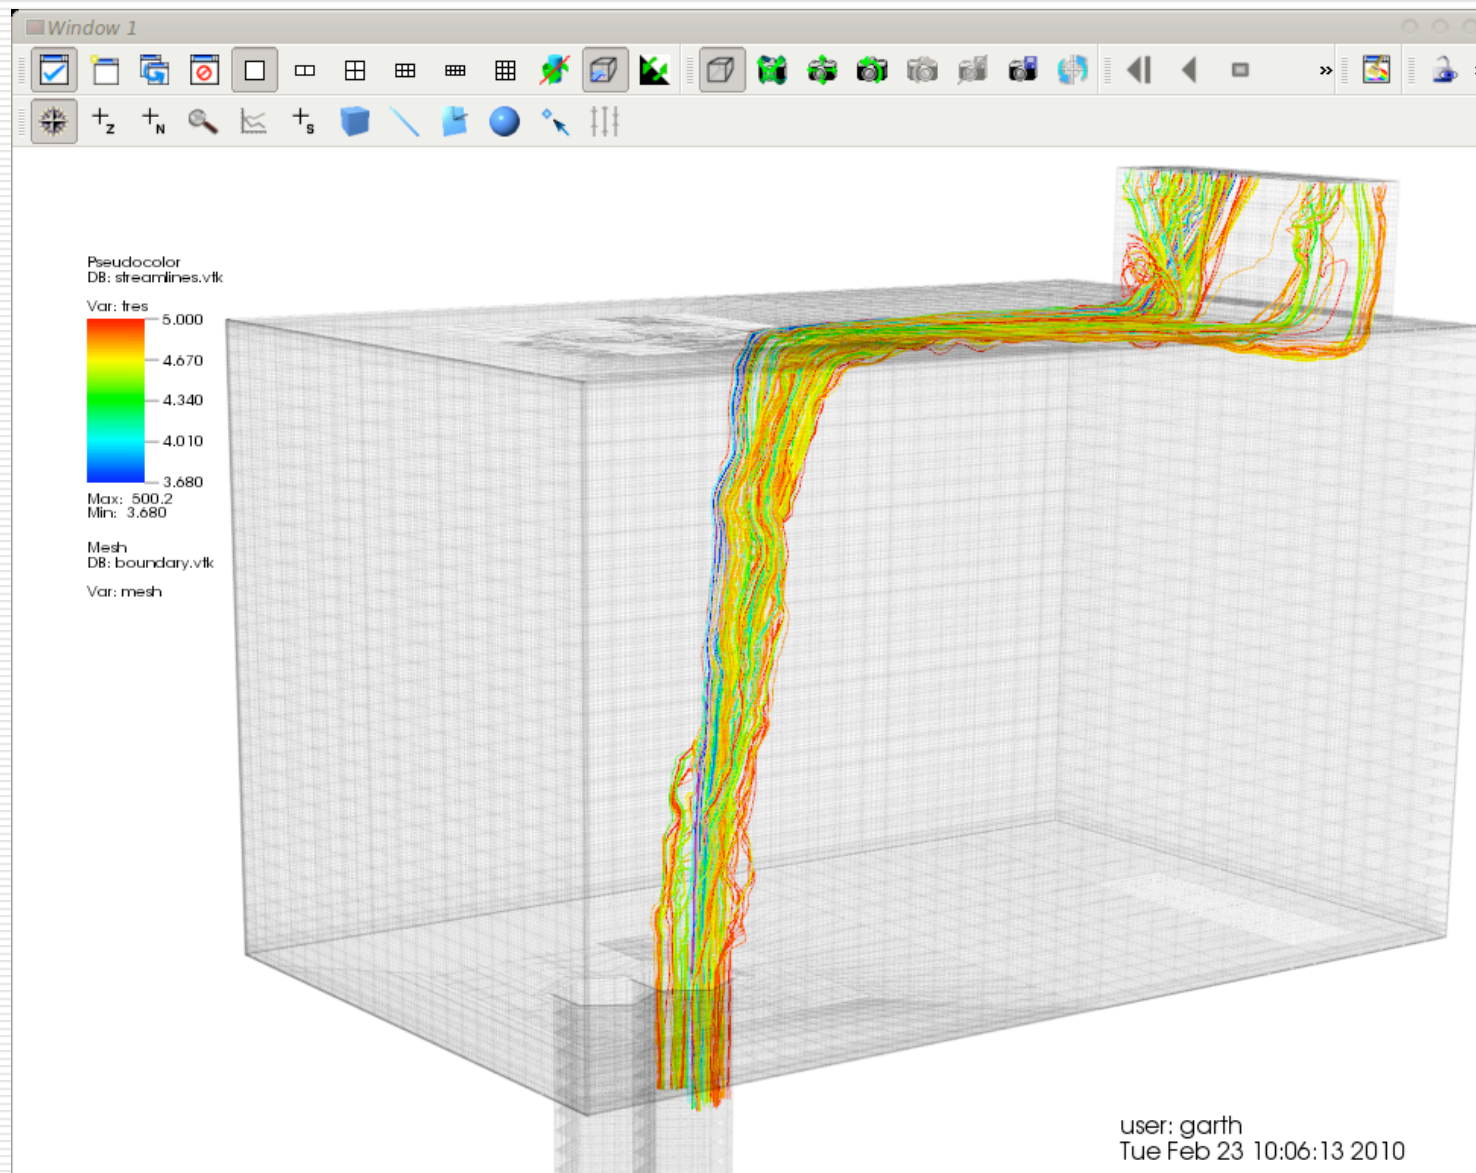 Window 1
Z
N
S
»
Pseudocolor
DB: streamlines.vtk
Var: tres
5.000
4.670
4.340
4.010
3.680
Max: 500.2
Min: 3.680
Mesh
DB: boundary.vtk
Var: mesh
user: garth
Tue Feb 23 10:06:13 2010